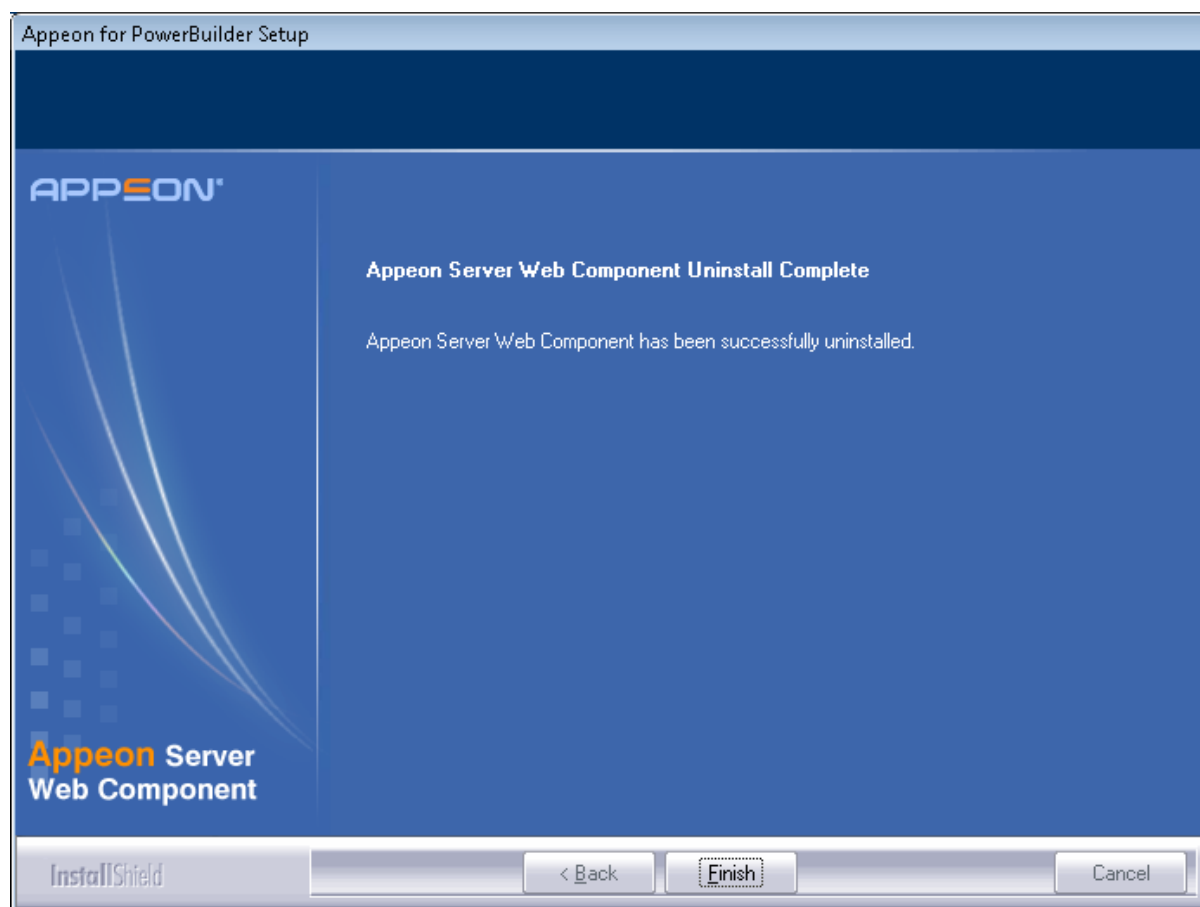 Appeon for PowerBuilder Setup
APPEON®
Appeon Server Web Component Uninstall Complete
Appeon Server Web Component has been successfully uninstalled.
Appeon Server
Web Component
InstallShield
< Back
Finish
Cancel